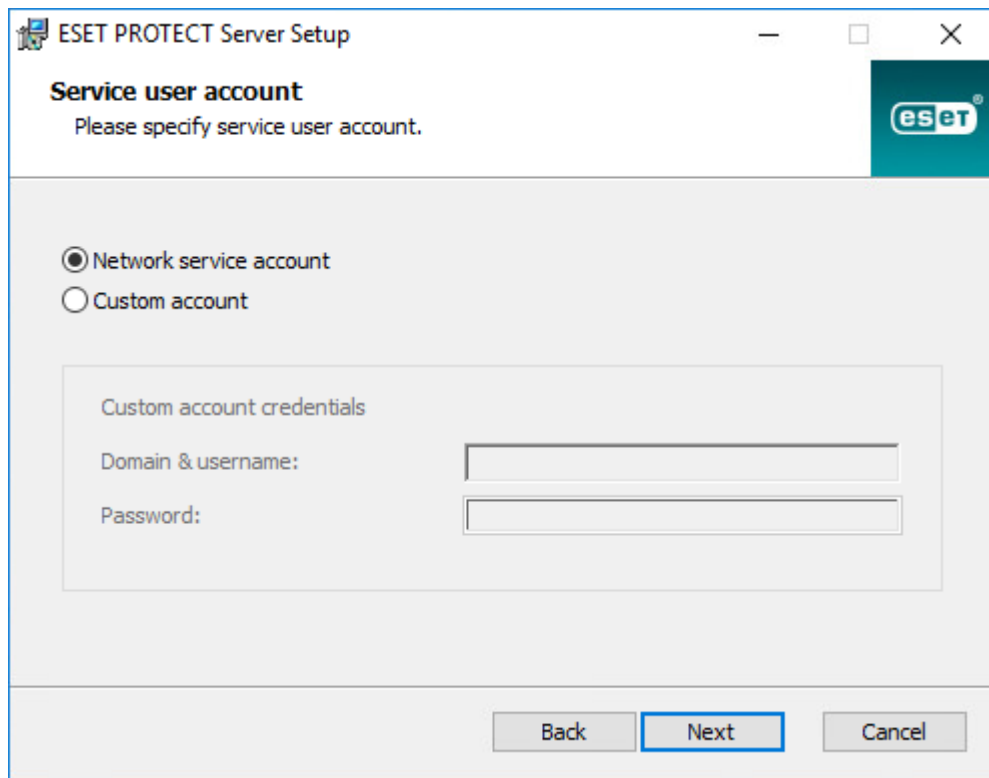 ESET PROTECT Server Setup
Service user account
Please specify service user account.
eset®
Network service account
Custom account
Custom account credentials
Domain & username:
Password:
Back Next Cancel